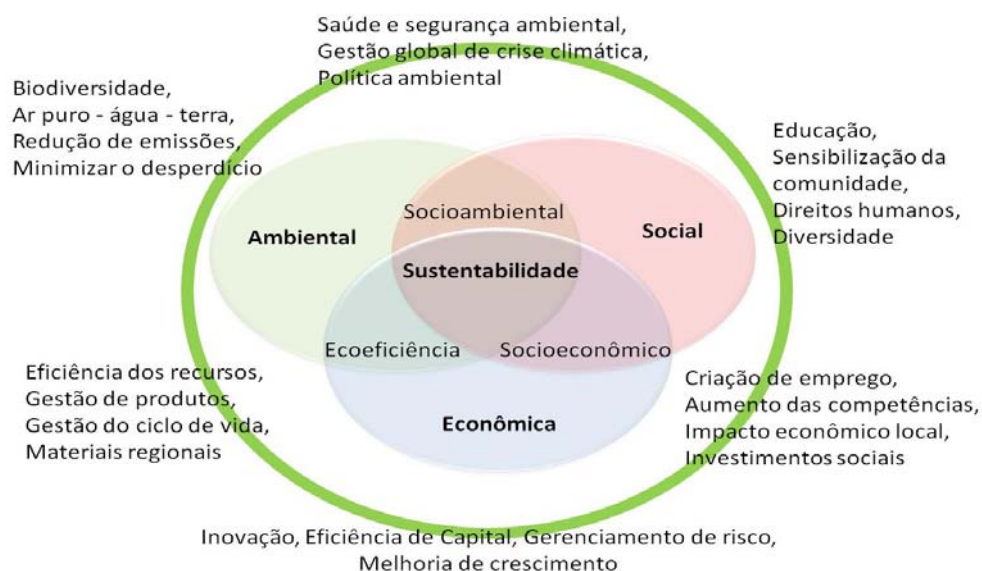 Saúde e segurança ambiental,
Gestão global de crise climática,
Política ambiental
Biodiversidade,
Ar puro - água - terra,
Redução de emissões,
Minimizar o desperdício
Educação,
Sensibilização da
comunidade,
Direitos humanos,
Diversidade
Socioambiental
Ambiental
Social
Sustentabilidade
Ecoeficiência
Socioeconômico
Econômica
Eficiência dos recursos,
Gestão de produtos,
Gestão do ciclo de vida,
Materiais regionais
Criação de emprego,
Aumento das competências,
Impacto econômico local,
Investimentos sociais
Inovação, Eficiência de Capital, Gerenciamento de risco,
Melhoria de crescimento